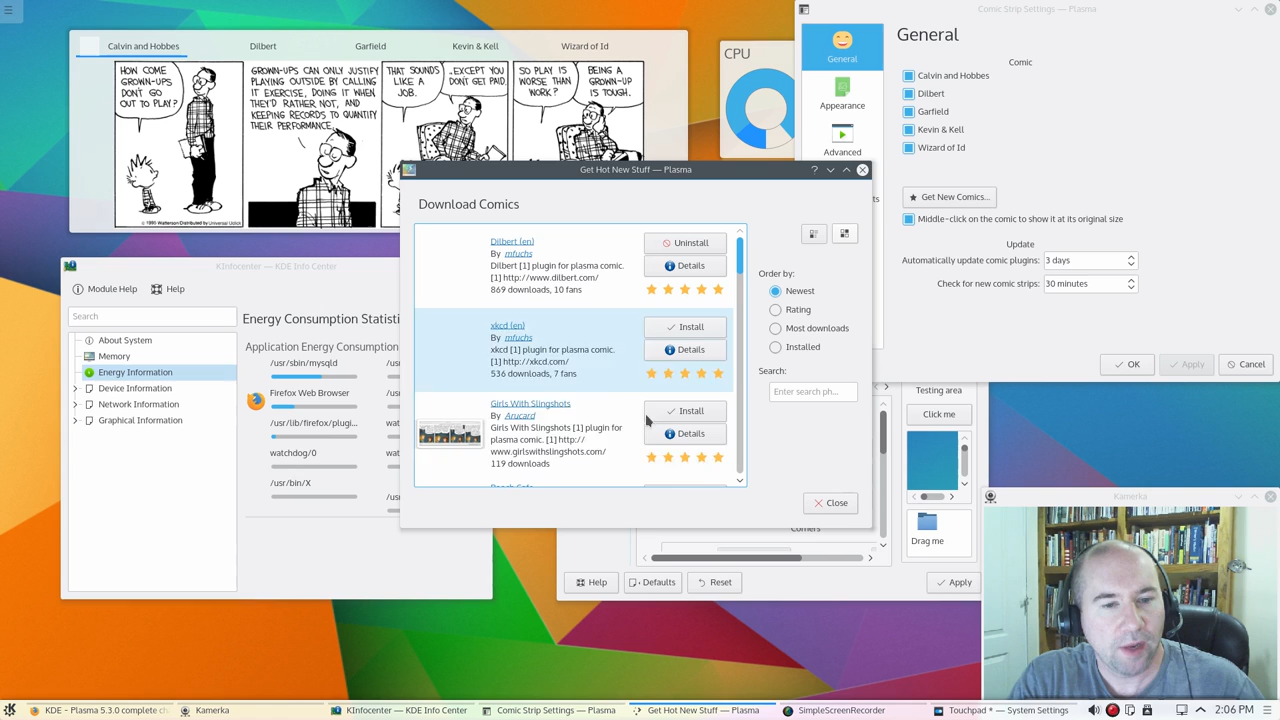 Calvin and Hobbes
Dilbert
Garfield
Kevin & Kell
Wizard of Id
HOW COME
GROWN-UPS
DON'T GO
OUT TO PLAY?
GROWN-UPS CAN ONLY JUSTIFY
PLAYING OUTSIDE BY CALLING
IT EXERCISE, DOING IT WHEN
THEY'D RATHER NOT, AND
KEEPING RECORDS TO QUANTIFY
THEIR PERFORMANCE.
THAT SOUNDS
LIKE A
JOB.
...EXCEPT YOU
DON'T GET PAID.
SO PLAY IS
WORSE THAN
WORK?
BEING A
GROWN-UP
IS TOUGH.
CPU
Comic Strip Settings — Plasma
General
Appearance
Advanced
General
Comic
Calvin and Hobbes
Dilbert
Garfield
Kevin & Kell
Wizard of Id
Get New Comics...
Middle-click on the comic to show it at its original size
Update
Automatically update comic plugins:
3 days
Check for new comic strips:
30 minutes
OK
Apply
Cancel
Get Hot New Stuff — Plasma
Download Comics
Dilbert (en)
By mfuchs
Dilbert [1] plugin for plasma comic.
[1] http://www.dilbert.com/
869 downloads, 10 fans
Uninstall
Details
xkcd (en)
By mfuchs
xkcd [1] plugin for plasma comic.
[1] http://xkcd.com/
536 downloads, 7 fans
Install
Details
Girls With Slingshots
By Arucard
Girls With Slingshots [1] plugin for
plasma comic. [1] http://
www.girlswithslingshots.com/
119 downloads
Install
Details
Order by:
Newest
Rating
Most downloads
Installed
Search:
Enter search ph...
Close
KInfocenter — KDE Info Center
Module Help
Help
Search
About System
Memory
Energy Information
Device Information
Network Information
Graphical Information
Energy Consumption Statisti
Application Energy Consumption
/usr/sbin/mysqld
Firefox Web Browser
/usr/lib/firefox/plugi...
watchdog/0
/usr/bin/X
/us
wat
Testing area
Click me
Drag me
Corners
Help
Defaults
Reset
Apply
Kamerka
KDE - Plasma 5.3.0 complete ch
Kamerka
KInfocenter — KDE Info Center
Comic Strip Settings — Plasma
Get Hot New Stuff — Plasma
SimpleScreenRecorder
Touchpad * — System Settings
2:06 PM